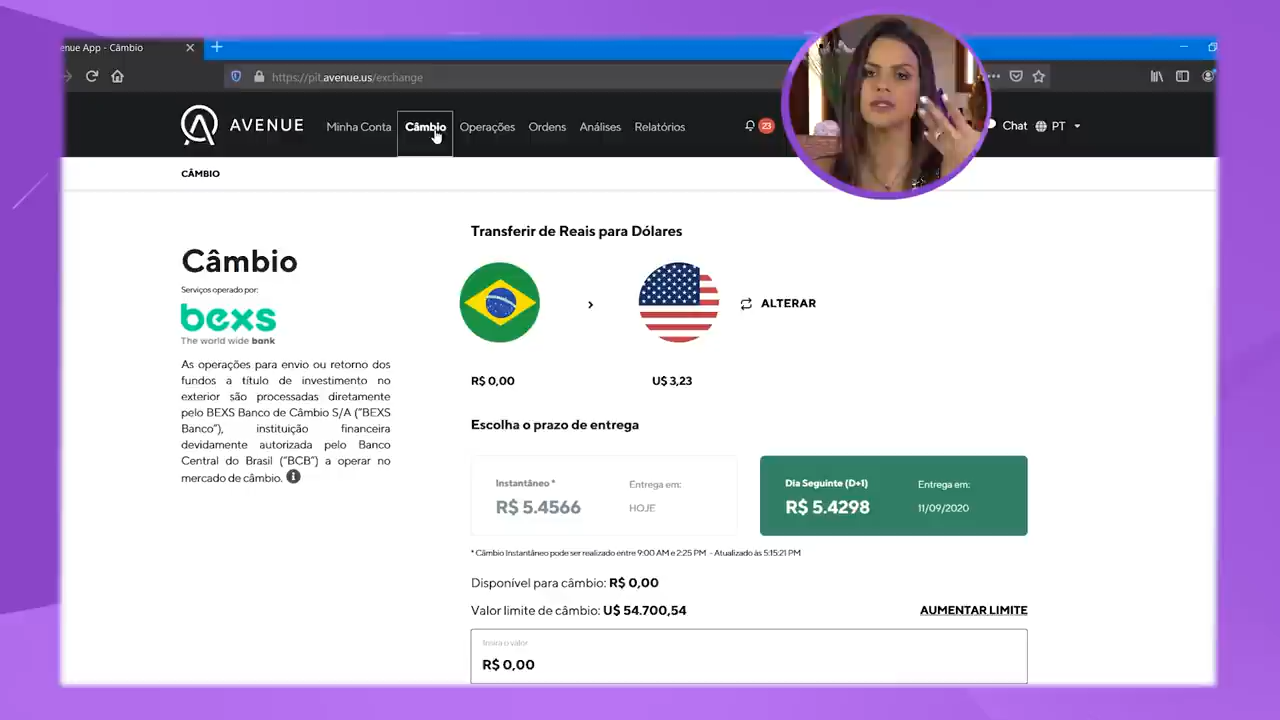 enue App - Câmbio
https://pit.avenue.us/exchange
AVENUE
Minha Conta
Câmbio
Operações
Ordens
Análises
Relatórios
23
Chat
PT
CÂMBIO
Câmbio
Serviços operado por:
bexs
The world wide bank
As operações para envio ou retorno dos
fundos a título de investimento no
exterior são processadas diretamente
pelo BEXS Banco de Câmbio S/A ("BEXS
Banco"), instituição financeira
devidamente autorizada pelo Banco
Central do Brasil ("BCB") a operar no
mercado de câmbio.
Transferir de Reais para Dólares
ALTERAR
R$ 0,00
U$ 3,23
Escolha o prazo de entrega
Instantâneo *
Entrega em:
R$ 5.4566
HOJE
Dia Seguinte (D+1)
Entrega em:
R$ 5.4298
11/09/2020
* Câmbio Instantâneo pode ser realizado entre 9:00 AM e 2:25 PM - Atualizado às 5:15:21 PM
Disponível para câmbio: R$ 0,00
Valor limite de câmbio: U$ 54.700,54
AUMENTAR LIMITE
Insira o valor
R$ 0,00